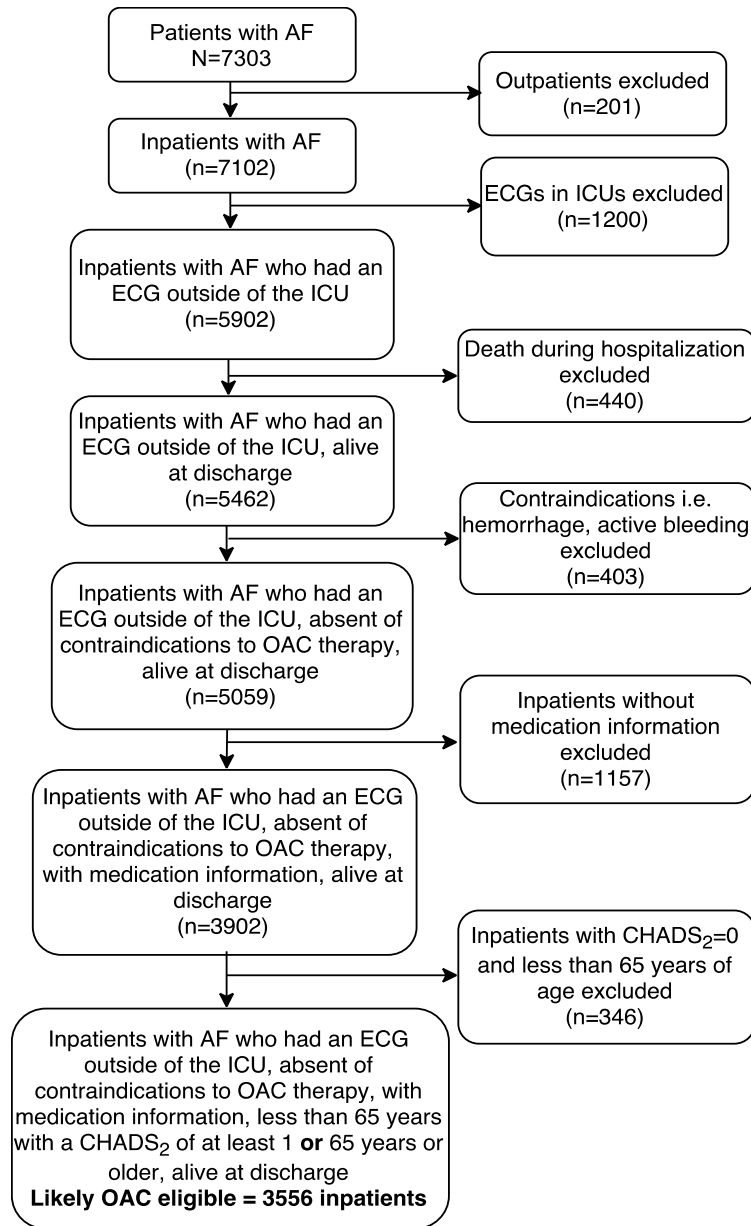 Patients with AF
N=7303
Outpatients excluded
(n=201)
Inpatients with AF
(n=7102)
ECGs in ICUs excluded
(n=1200)
Inpatients with AF who had an
ECG outside of the ICU
(n=5902)
Death during hospitalization
excluded
(n=440)
Inpatients with AF who had an
ECG outside of the ICU, alive
at discharge
(n=5462)
Contraindications i.e.
hemorrhage, active bleeding
excluded
(n=403)
Inpatients with AF who had an
ECG outside of the ICU, absent of
contraindications to OAC therapy,
alive at discharge
(n=5059)
Inpatients without
medication information
excluded
(n=1157)
Inpatients with AF who had an ECG
outside of the ICU, absent of
contraindications to OAC therapy,
with medication information, alive at
discharge
(n=3902)
Inpatients with CHADS₂=0
and less than 65 years of
age excluded
(n=346)
Inpatients with AF who had an ECG
outside of the ICU, absent of
contraindications to OAC therapy, with
medication information, less than 65 years
with a CHADS₂ of at least 1 or 65 years or
older, alive at discharge
Likely OAC eligible = 3556 inpatients